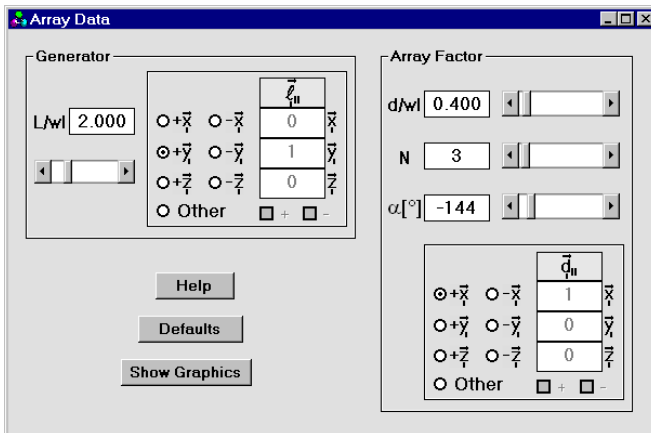 Array Data
Generator
L/wl 2.000
ℓ⃗ıı
+x⃗ -x⃗ 0 x⃗
+y⃗ -y⃗ 1 y⃗
+z⃗ -z⃗ 0 z⃗
Other + -
Help
Defaults
Show Graphics
Array Factor
d/wl 0.400
N 3
α[°] -144
d⃗ıı
+x⃗ -x⃗ 1 x⃗
+y⃗ -y⃗ 0 y⃗
+z⃗ -z⃗ 0 z⃗
Other + -